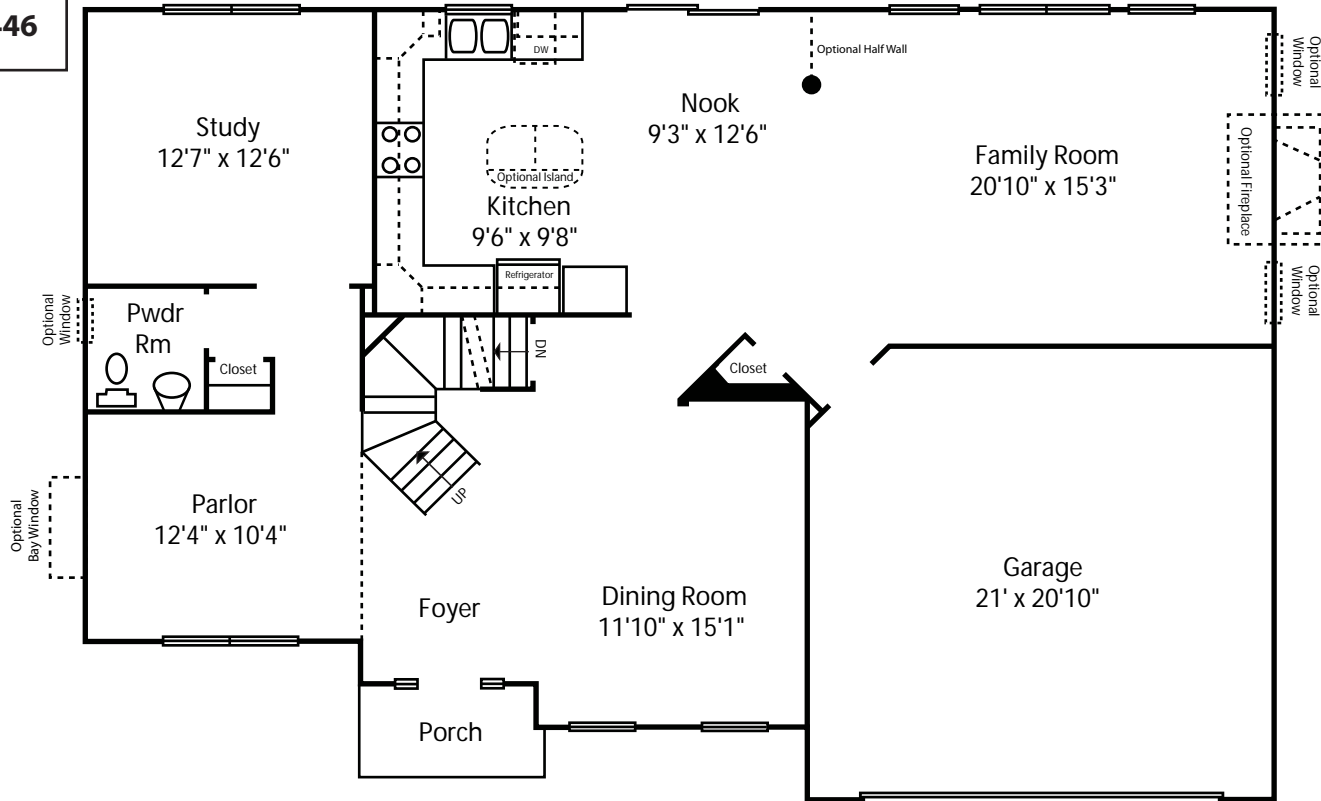 46
Study
12'7" x 12'6"
DW
Optional Half Wall
Nook
9'3" x 12'6"
Optional Island
Kitchen
9'6" x 9'8"
Refrigerator
Family Room
20'10" x 15'3"
Optional
Window
Optional Fireplace
Optional
Window
Optional
Window
Pwdr
Rm
Closet
DN
Closet
UP
Optional
Bay Window
Parlor
12'4" x 10'4"
Foyer
Dining Room
11'10" x 15'1"
Garage
21' x 20'10"
Porch